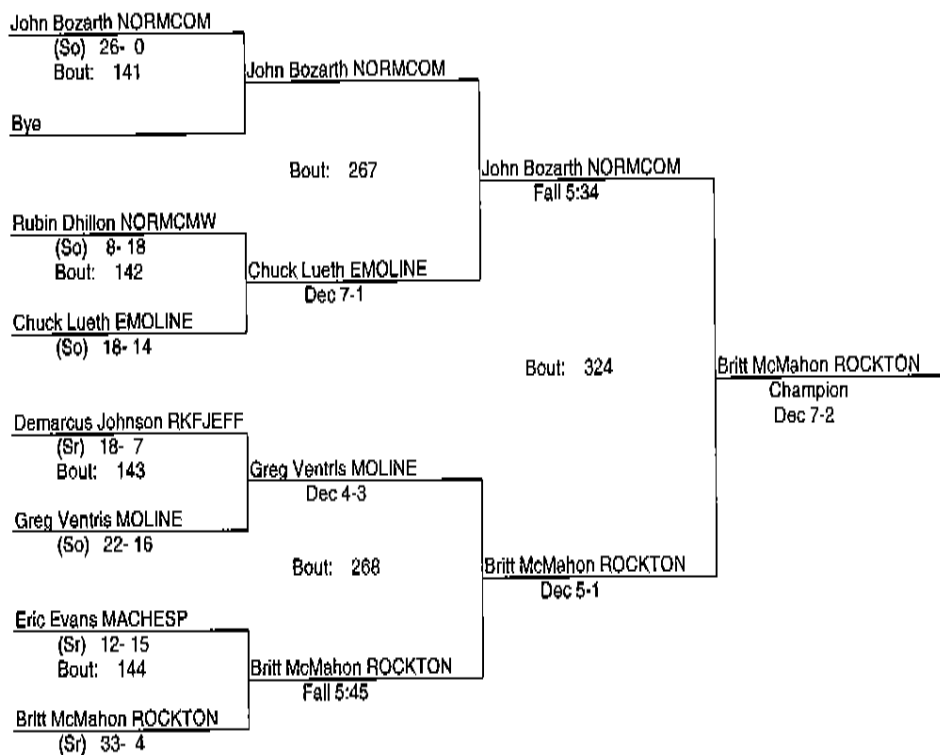 John Bozarth NORMCOM
(So) 26- 0
Bout: 141
Bye
John Bozarth NORMCOM
Bout: 267
Rubin Dhillon NORMCMW
(So) 8- 18
Bout: 142
Chuck Lueth EMOLINE
(So) 18- 14
Chuck Lueth EMOLINE
Dec 7-1
John Bozarth NORMCOM
Fall 5:34
Bout: 324
Demarcus Johnson RKFJEFF
(Sr) 18- 7
Bout: 143
Greg Ventris MOLINE
(So) 22- 16
Greg Ventris MOLINE
Dec 4-3
Bout: 268
Eric Evans MACHESP
(Sr) 12- 15
Bout: 144
Britt McMahon ROCKTON
(Sr) 33- 4
Britt McMahon ROCKTON
Fall 5:45
Britt McMahon ROCKTON
Dec 5-1
Britt McMahon ROCKTON
Champion
Dec 7-2